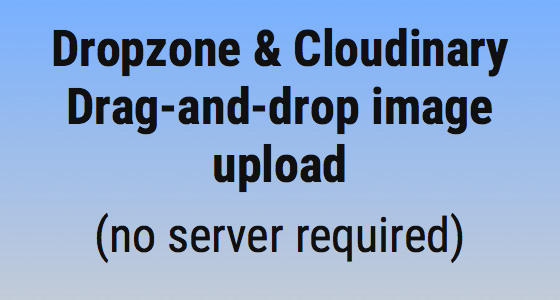 Dropzone & Cloudinary
Drag-and-drop image
upload
(no server required)